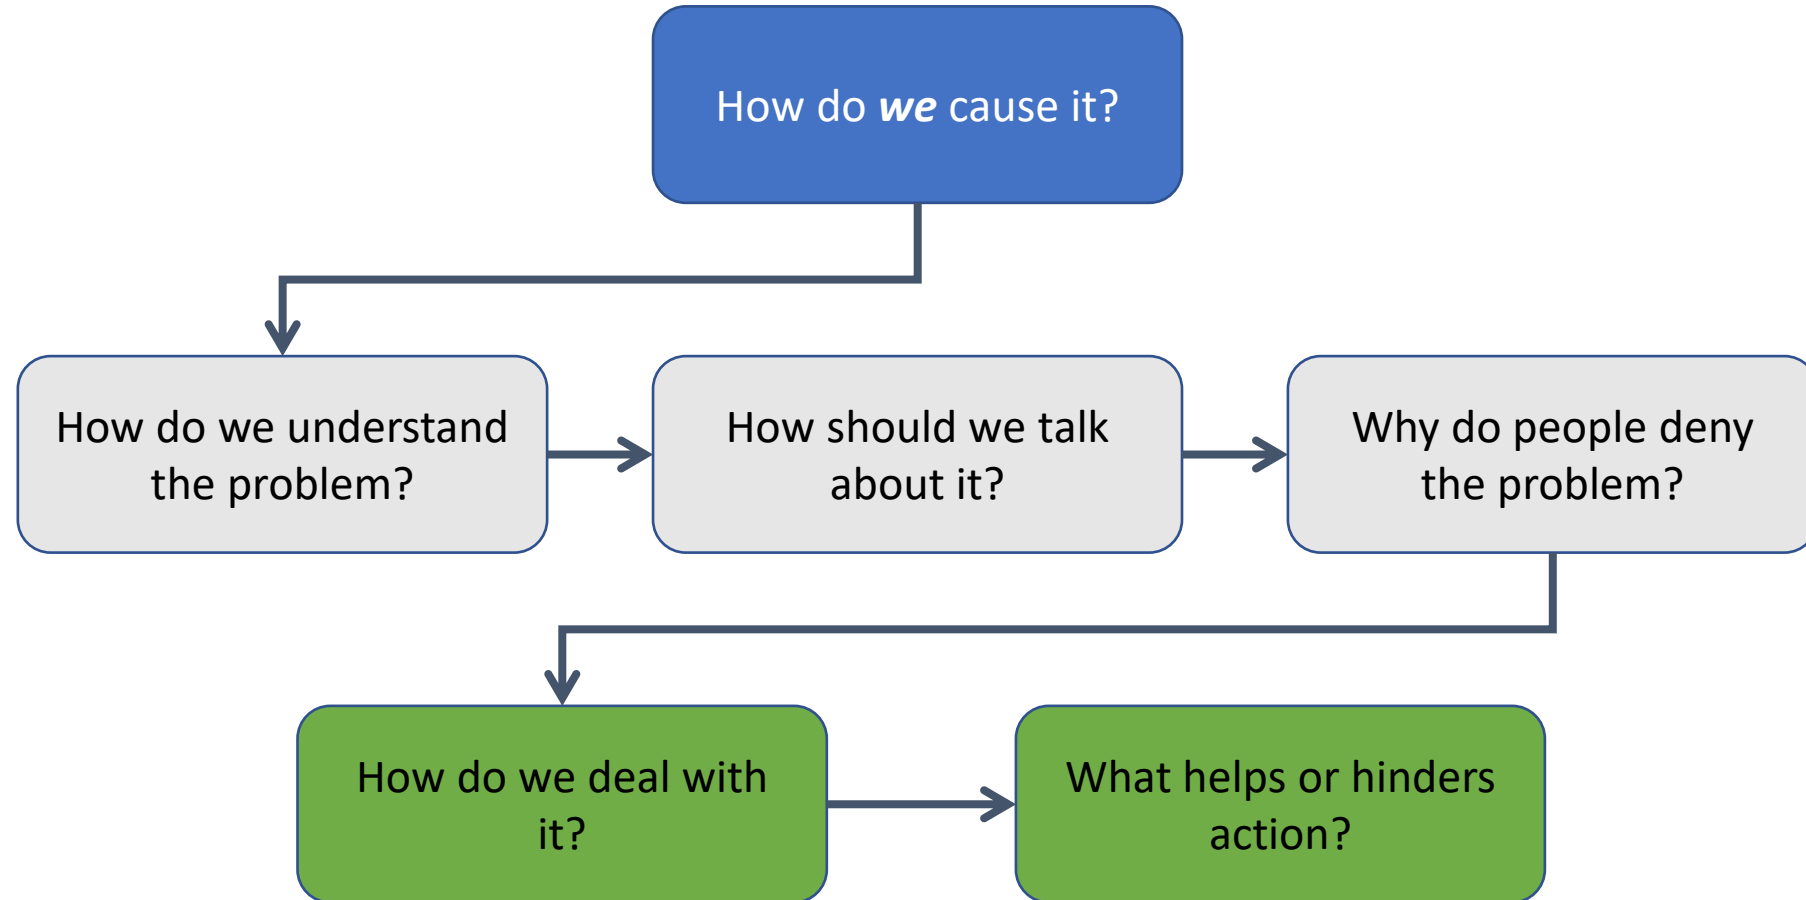 How do we cause it?
How do we understand
the problem?
How should we talk
about it?
Why do people deny
the problem?
How do we deal with
it?
What helps or hinders
action?